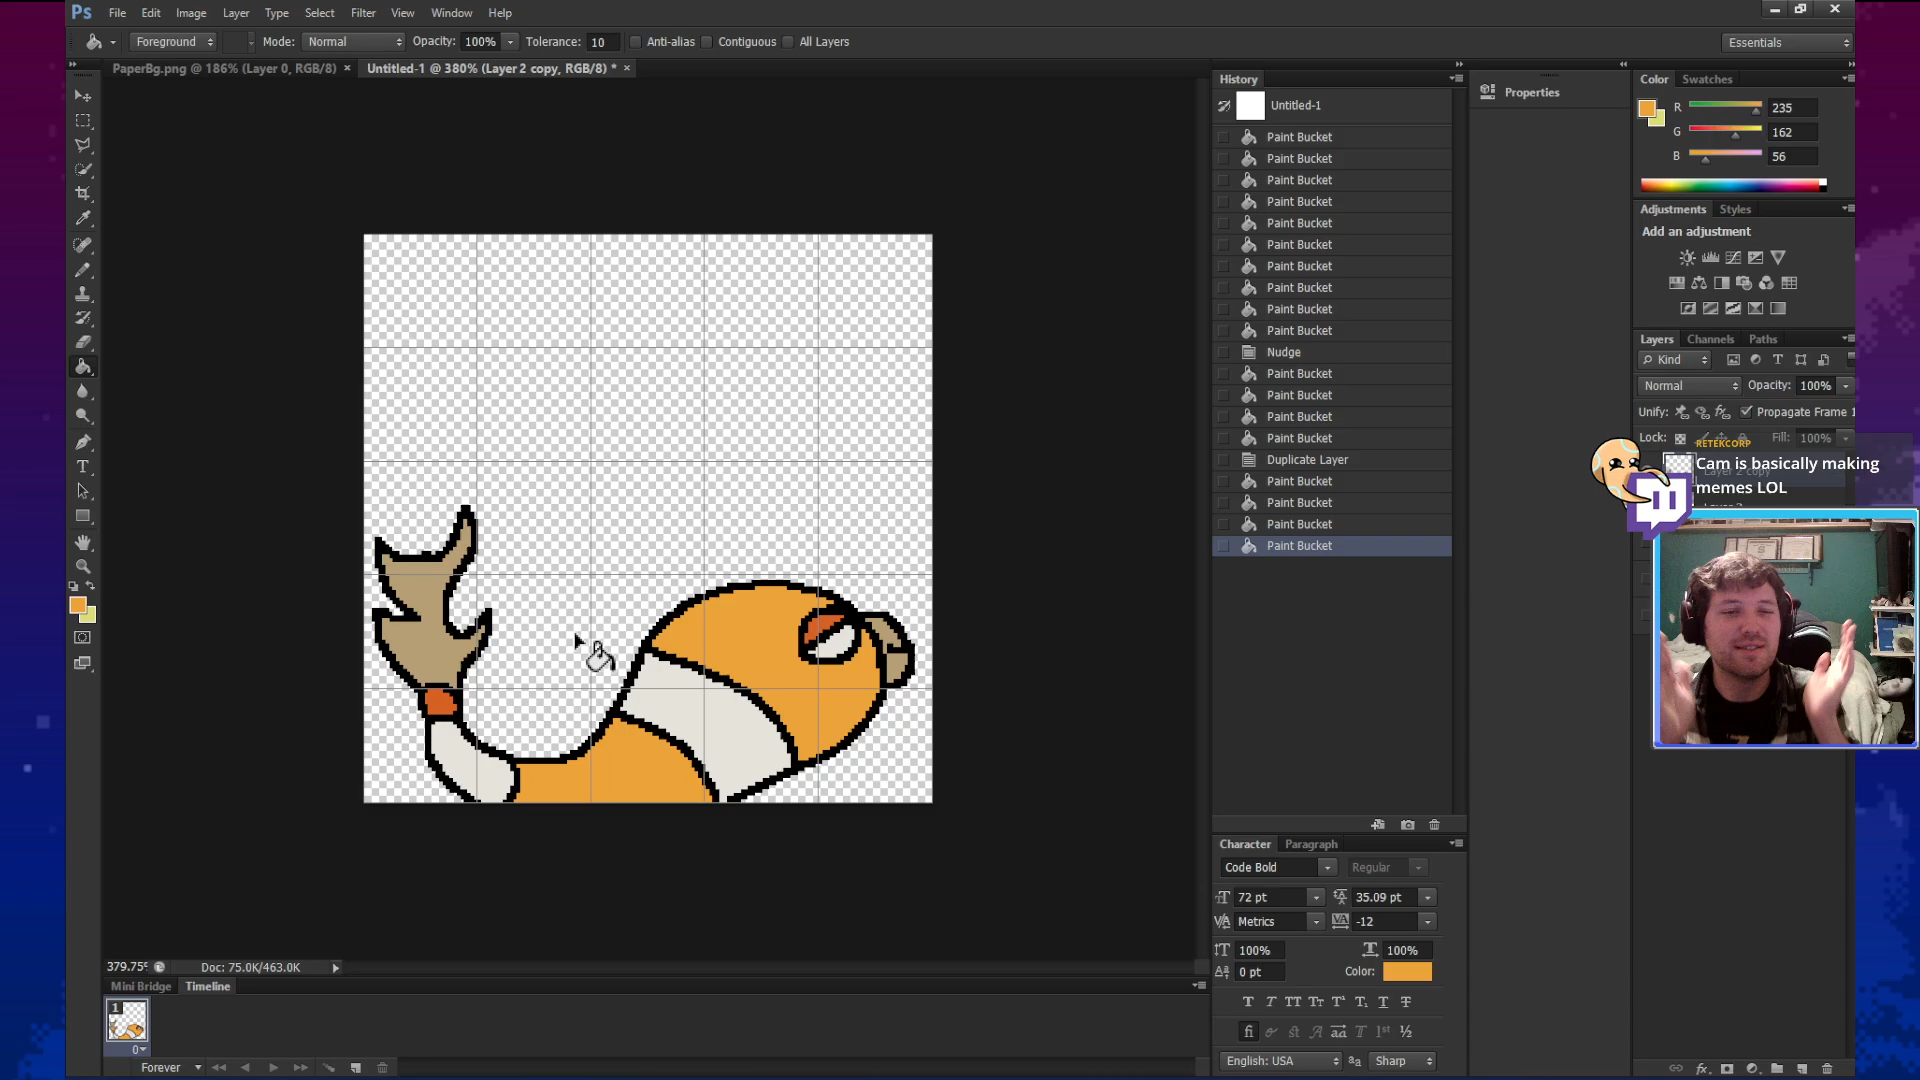 Ps File Edit Image Layer Type Select Filter View Window Help
Foreground Mode: Normal Opacity: 100% Tolerance: 10 Anti-alias Contiguous All Layers Essentials
PaperBg.png @ 186% (Layer 0, RGB/8) × Untitled-1 @ 380% (Layer 2 copy, RGB/8) * ×
History
Untitled-1
Paint Bucket
Paint Bucket
Paint Bucket
Paint Bucket
Paint Bucket
Paint Bucket
Paint Bucket
Paint Bucket
Paint Bucket
Paint Bucket
Nudge
Paint Bucket
Paint Bucket
Paint Bucket
Paint Bucket
Duplicate Layer
Paint Bucket
Paint Bucket
Paint Bucket
Paint Bucket
Properties
Color Swatches
R 235
G 162
B 56
Adjustments Styles
Add an adjustment
Layers Channels Paths
Kind
Normal Opacity: 100%
Unify: Propagate Frame 1
Lock: Fill: 100%
RETEKCORP
Cam is basically making
memes LOL
Layer 2 copy
Character Paragraph
Code Bold Regular
72 pt 35.09 pt
Metrics -12
100% 100%
0 pt Color:
English: USA Sharp
Doc: 75.0K/463.0K
Mini Bridge Timeline
1
0
Forever